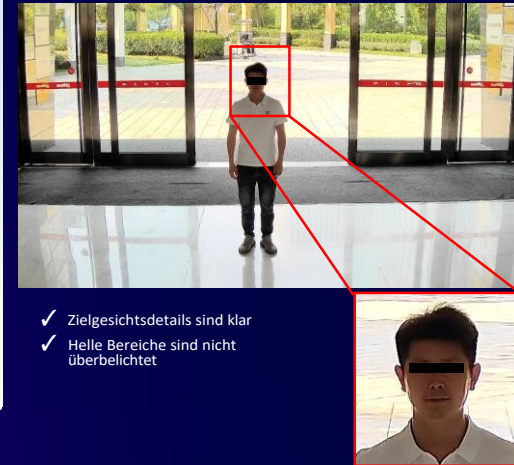 ✓ Zielgesichtsdetails sind klar
✓ Helle Bereiche sind nicht
überbelichtet